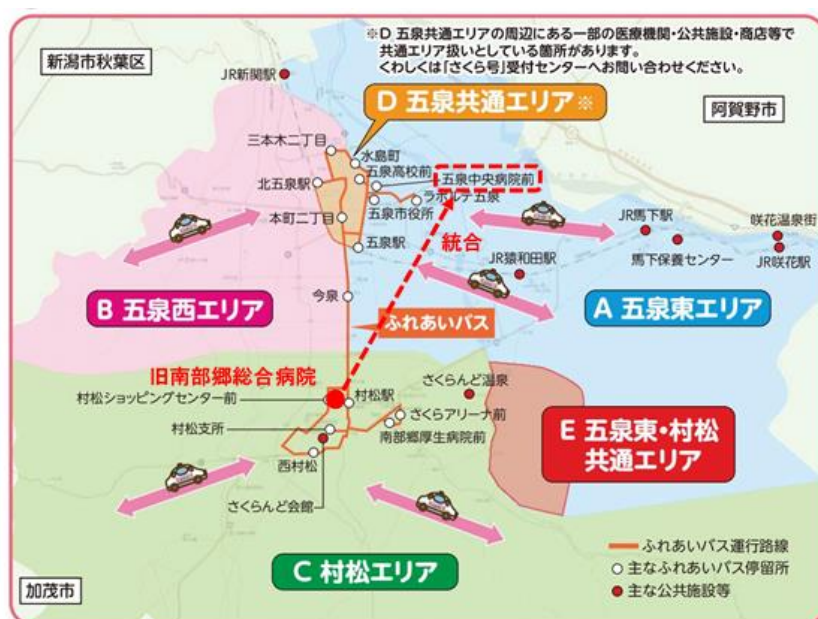 ※D 五泉共通エリアの周辺にある一部の医療機関・公共施設・商店等で
共通エリア扱いとしている箇所があります。
くわしくは「さくら号」受付センターへお問い合わせください。
新潟市秋葉区
JR新関駅
D 五泉共通エリア※
阿賀野市
三本木二丁目
水島町
五泉高校前
五泉中央病院前
北五泉駅
ラポルテ五泉
五泉市役所
本町二丁目
五泉駅
統合
JR馬下駅
咲花温泉街
JR猿和田駅
馬下保養センター
JR咲花駅
今泉
B 五泉西エリア
A 五泉東エリア
ふれあいバス
旧南部郷総合病院
さくらんど温泉
村松ショッピングセンター前
村松駅
さくらアリーナ前
村松支所
南部郷厚生病院前
E 五泉東・村松
共通エリア
西村松
さくらんど会館
C 村松エリア
ふれあいバス運行路線
主なふれあいバス停留所
主な公共施設等
加茂市